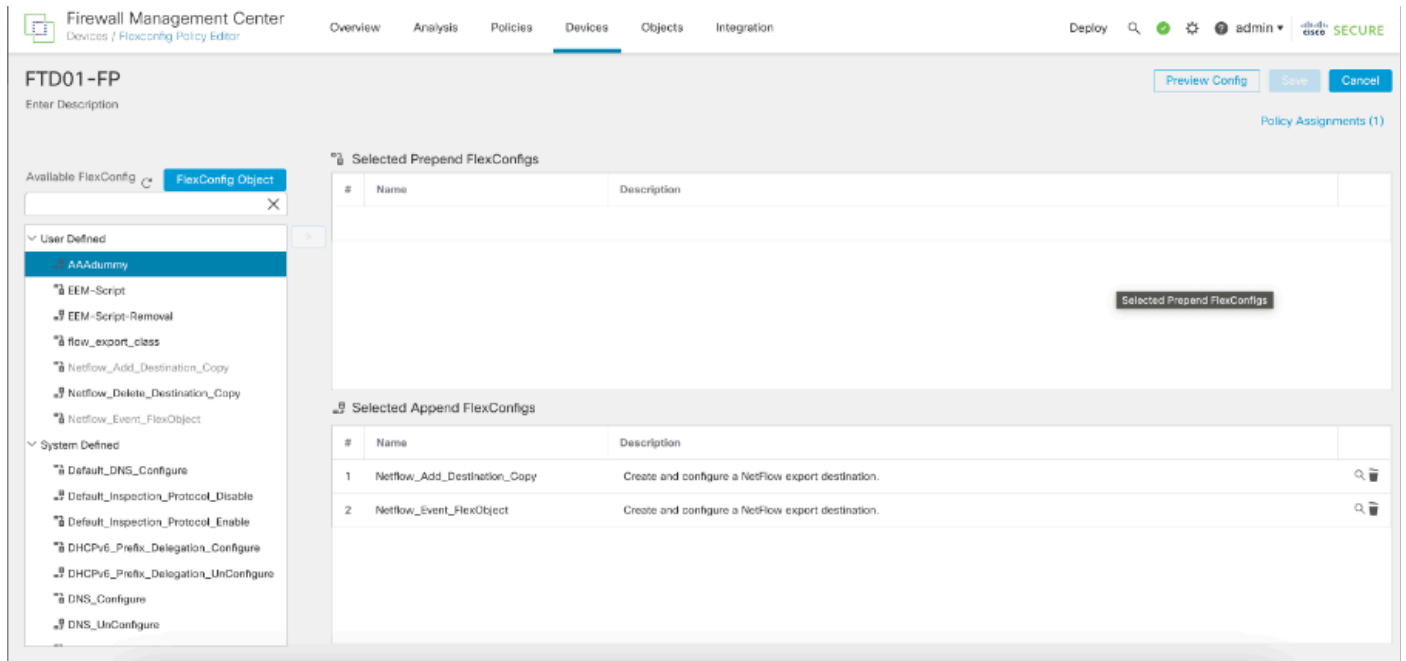 Firewall Management Center
Devices / Flexconfig Policy Editor
Overview Analysis Policies Devices Objects Integration
Deploy admin
cisco SECURE
FTD01-FP
Enter Description
Preview Config Save Cancel
Policy Assignments (1)
Available FlexConfig FlexConfig Object
User Defined
AAAdummy
EEM-Script
EEM-Script-Removal
flow_export_class
Netflow_Add_Destination_Copy
Netflow_Delete_Destination_Copy
Netflow_Event_FlexObject
System Defined
Default_DNS_Configure
Default_Inspection_Protocol_Disable
Default_Inspection_Protocol_Enable
DHCPv6_Prefix_Delegation_Configure
DHCPv6_Prefix_Delegation_UnConfigure
DNS_Configure
DNS_UnConfigure
Selected Prepend FlexConfigs
# Name Description
Selected Prepend FlexConfigs
Selected Append FlexConfigs
# Name Description
1 Netflow_Add_Destination_Copy Create and configure a NetFlow export destination.
2 Netflow_Event_FlexObject Create and configure a NetFlow export destination.